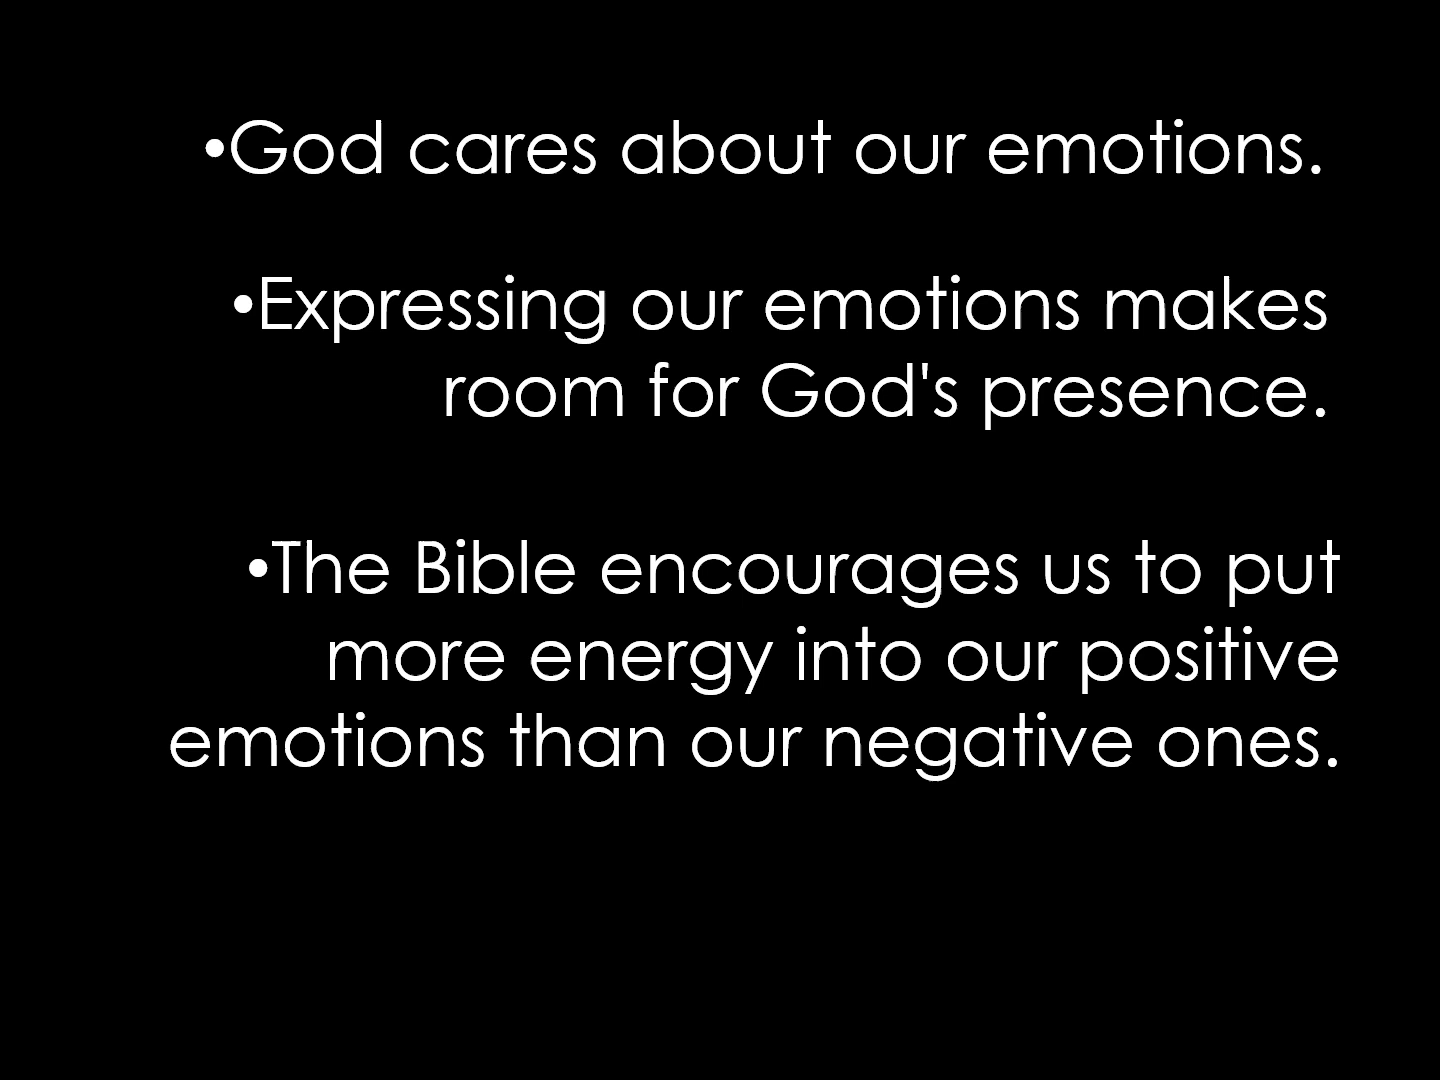 •God cares about our emotions.
•Expressing our emotions makes
room for God's presence.
•The Bible encourages us to put
more energy into our positive
emotions than our negative ones.